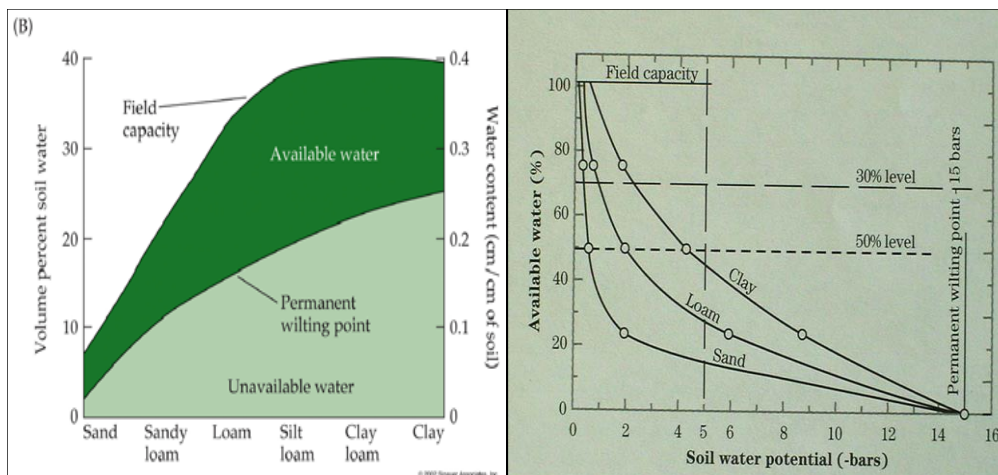 (B)
40
30
20
10
0
Volume percent soil water
0.4
0.3
0.2
0.1
0
Water content (cm/cm of soil)
Field
capacity
Available water
Permanent
wilting point
Unavailable water
Sand
Sandy
loam
Loam
Silt
loam
Clay
loam
Clay
100
80
60
40
20
0
Available water (%)
Field capacity
30% level
50% level
Clay
Loam
Sand
Permanent wilting point - 15 bars
0
2
4
5
6
8
10
12
14
16
Soil water potential (-bars)